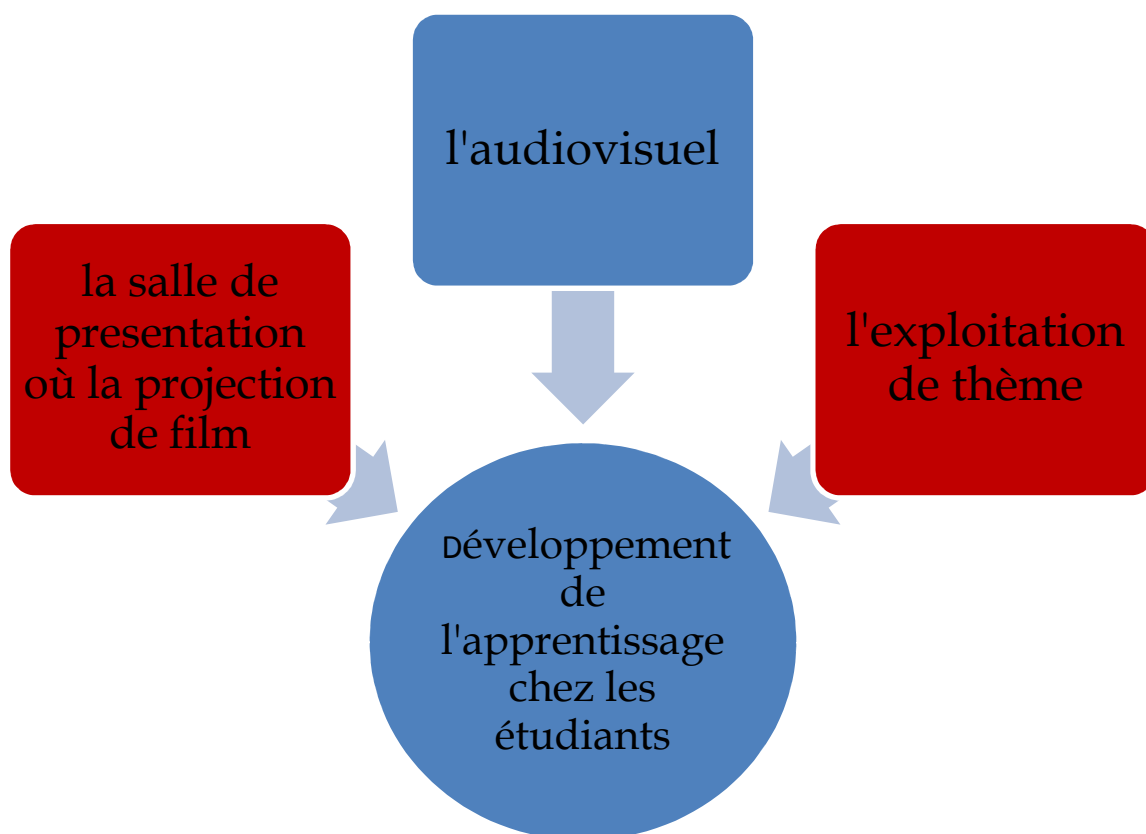 l'audiovisuel
la salle de
presentation
où la projection
de film
l'exploitation
de thème
Développement
de
l'apprentissage
chez les
étudiants